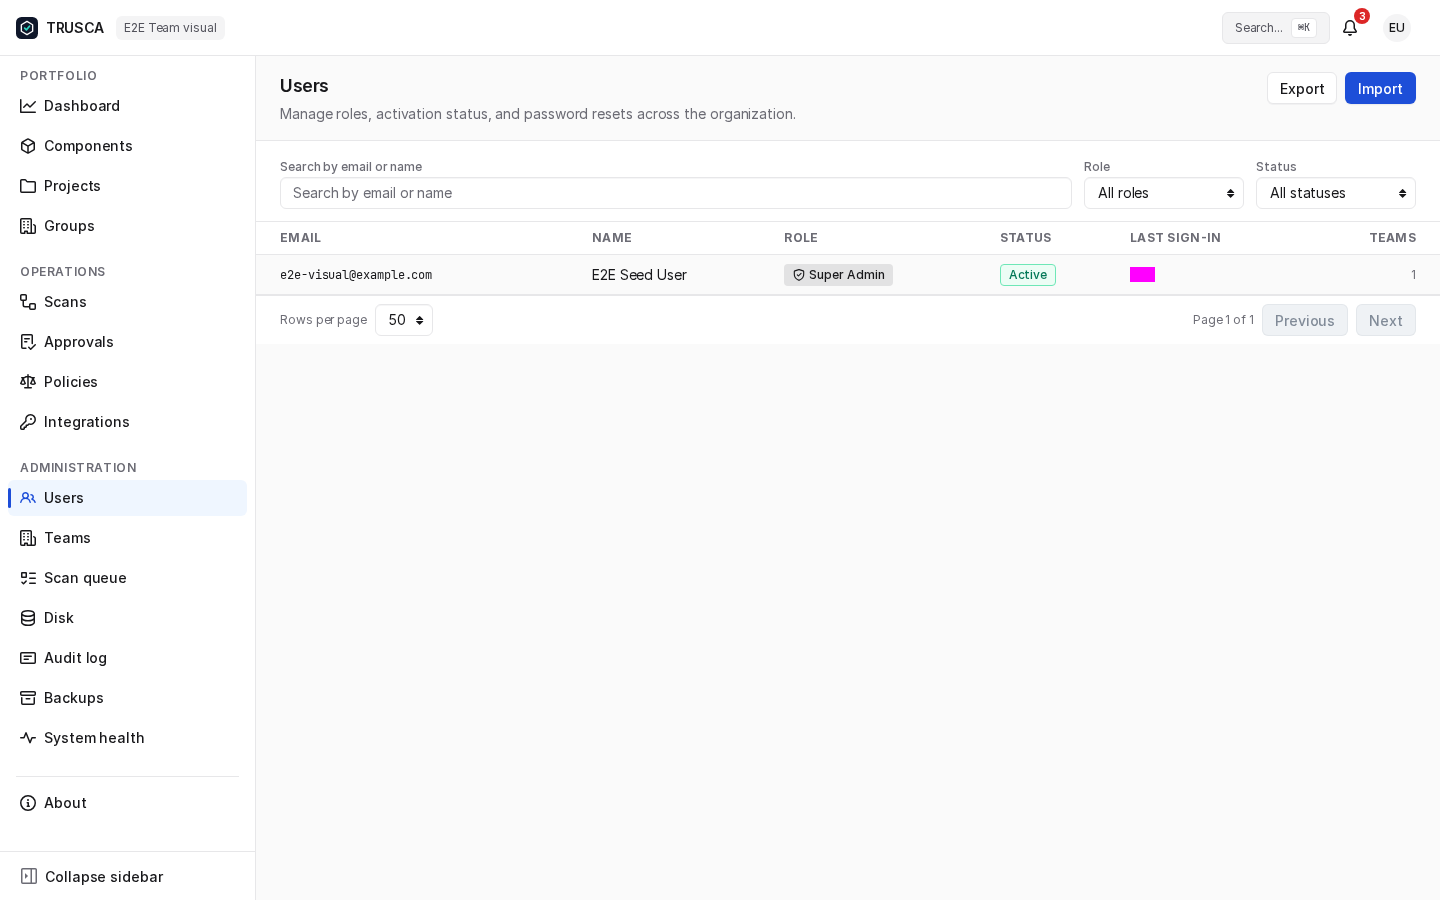 TRUSCA
E2E Team visual
Search...
⌘K
3
EU
PORTFOLIO
Dashboard
Components
Projects
Groups
OPERATIONS
Scans
Approvals
Policies
Integrations
ADMINISTRATION
Users
Teams
Scan queue
Disk
Audit log
Backups
System health
About
Collapse sidebar
Users
Manage roles, activation status, and password resets across the organization.
Export
Import
Search by email or name
Role
Status
Search by email or name
All roles
All statuses
EMAIL NAME ROLE STATUS LAST SIGN-IN TEAMS
e2e-visual@example.com E2E Seed User Super Admin Active 1
Rows per page 50
Page 1 of 1 Previous Next